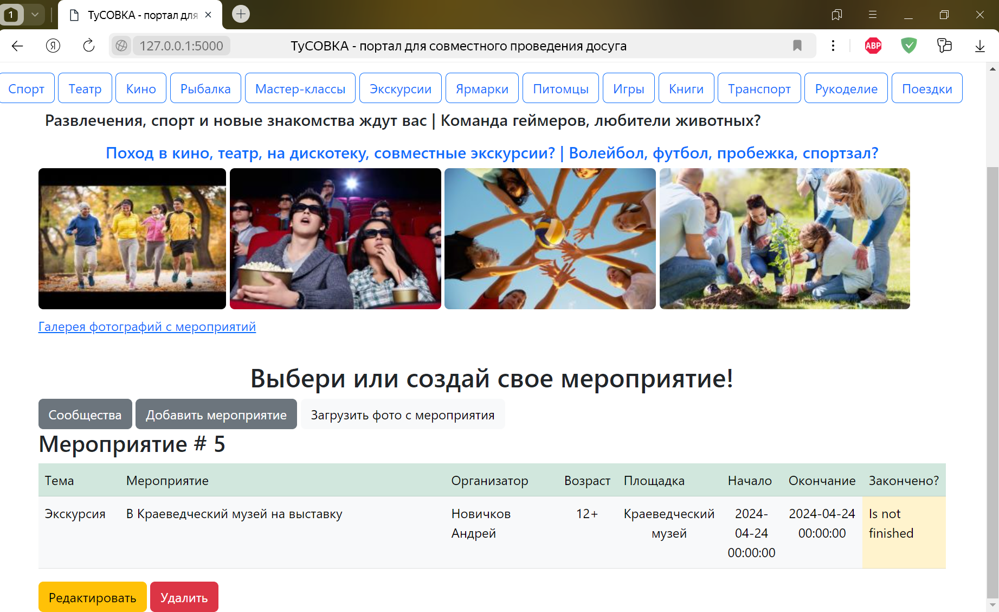 1
ТуСОВКА - портал для
127.0.0.1:5000
ТуСОВКА - портал для совместного проведения досуга
ABP
Спорт Театр Кино Рыбалка Мастер-классы Экскурсии Ярмарки Питомцы Игры Книги Транспорт Рукоделие Поездки
Развлечения, спорт и новые знакомства ждут вас | Команда геймеров, любители животных?
Поход в кино, театр, на дискотеку, совместные экскурсии? | Волейбол, футбол, пробежка, спортзал?
Галерея фотографий с мероприятий
Выбери или создай свое мероприятие!
Сообщества Добавить мероприятие Загрузить фото с мероприятия
Мероприятие # 5
Тема Мероприятие Организатор Возраст Площадка Начало Окончание Закончено?
Экскурсия В Краеведческий музей на выставку Новичков 12+ Краеведческий 2024- 2024-04-24 Is not
Андрей музей 04-24 00:00:00 finished
00:00:00
Редактировать Удалить